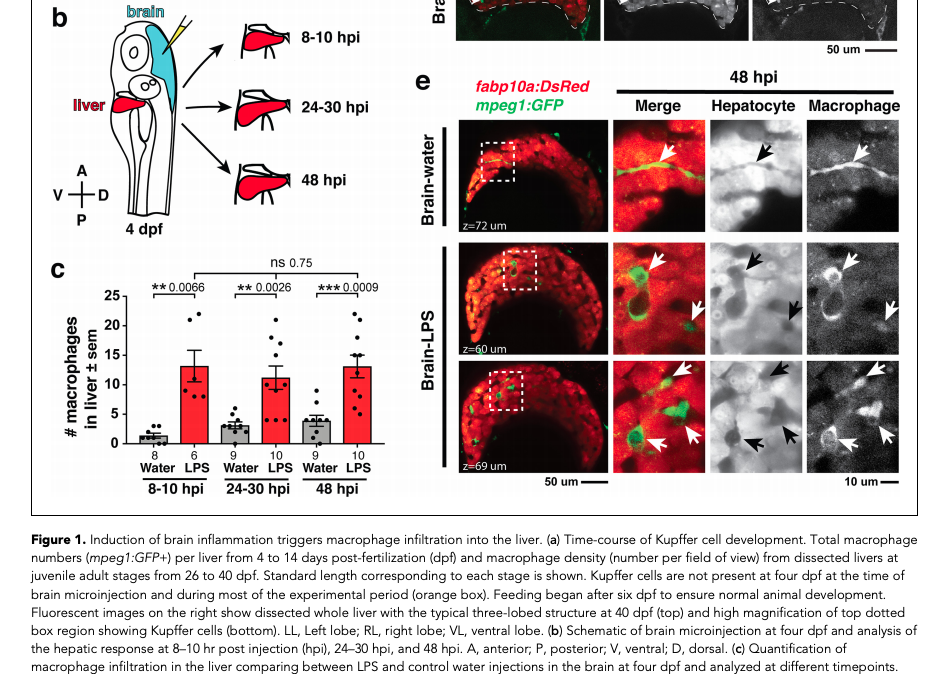 b
brain
liver
A
V
D
P
4 dpf
8-10 hpi
24-30 hpi
48 hpi
Bra
50 um
e
fabp10a:DsRed
mpeg1:GFP
48 hpi
Merge
Hepatocyte
Macrophage
Brain-water
z=72 um
Brain-LPS
z=60 um
z=69 um
50 um
10 um
c
ns 0.75
** 0.0066
** 0.0026
*** 0.0009
# macrophages
in liver ± sem
25
20
15
10
5
0
8 6 9 10 9 10
Water LPS Water LPS Water LPS
8-10 hpi 24-30 hpi 48 hpi
Figure 1. Induction of brain inflammation triggers macrophage infiltration into the liver. (a) Time-course of Kupffer cell development. Total macrophage
numbers (mpeg1:GFP+) per liver from 4 to 14 days post-fertilization (dpf) and macrophage density (number per field of view) from dissected livers at
juvenile adult stages from 26 to 40 dpf. Standard length corresponding to each stage is shown. Kupffer cells are not present at four dpf at the time of
brain microinjection and during most of the experimental period (orange box). Feeding began after six dpf to ensure normal animal development.
Fluorescent images on the right show dissected whole liver with the typical three-lobed structure at 40 dpf (top) and high magnification of top dotted
box region showing Kupffer cells (bottom). LL, Left lobe; RL, right lobe; VL, ventral lobe. (b) Schematic of brain microinjection at four dpf and analysis of
the hepatic response at 8–10 hr post injection (hpi), 24–30 hpi, and 48 hpi. A, anterior; P, posterior; V, ventral; D, dorsal. (c) Quantification of
macrophage infiltration in the liver comparing between LPS and control water injections in the brain at four dpf and analyzed at different timepoints.